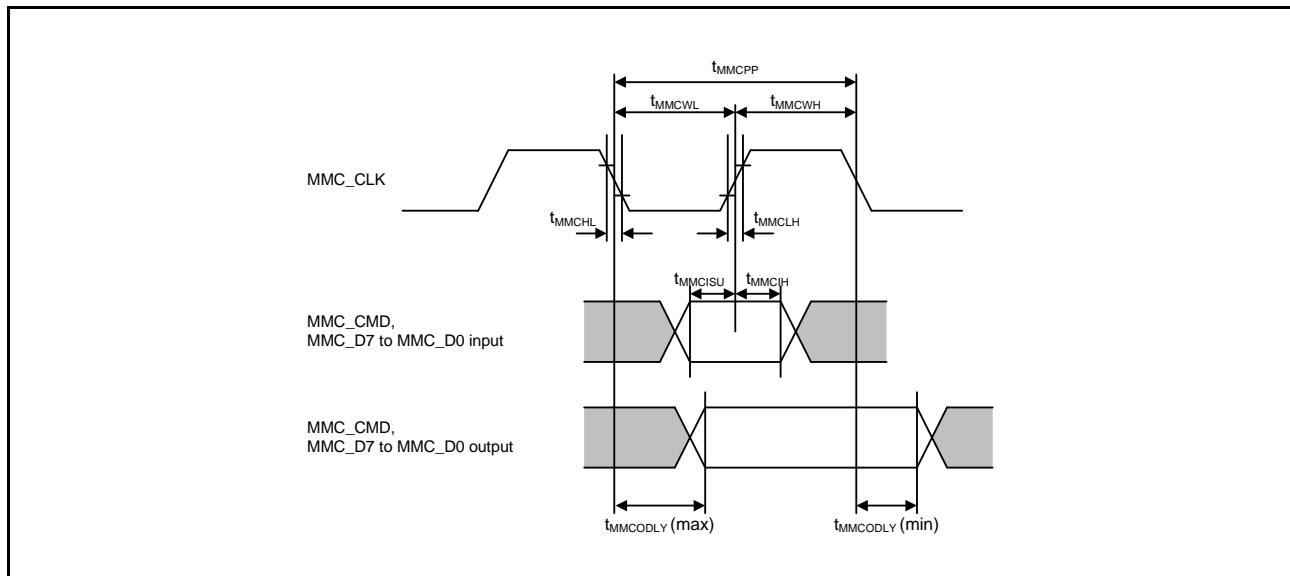 tMMCPP
tMMCWL
tMMCWH
MMC_CLK
tMMCHL
tMMCLH
tMMCISU
tMMCIH
MMC_CMD,
MMC_D7 to MMC_D0 input
MMC_CMD,
MMC_D7 to MMC_D0 output
tMMCODLY (max)
tMMCODLY (min)